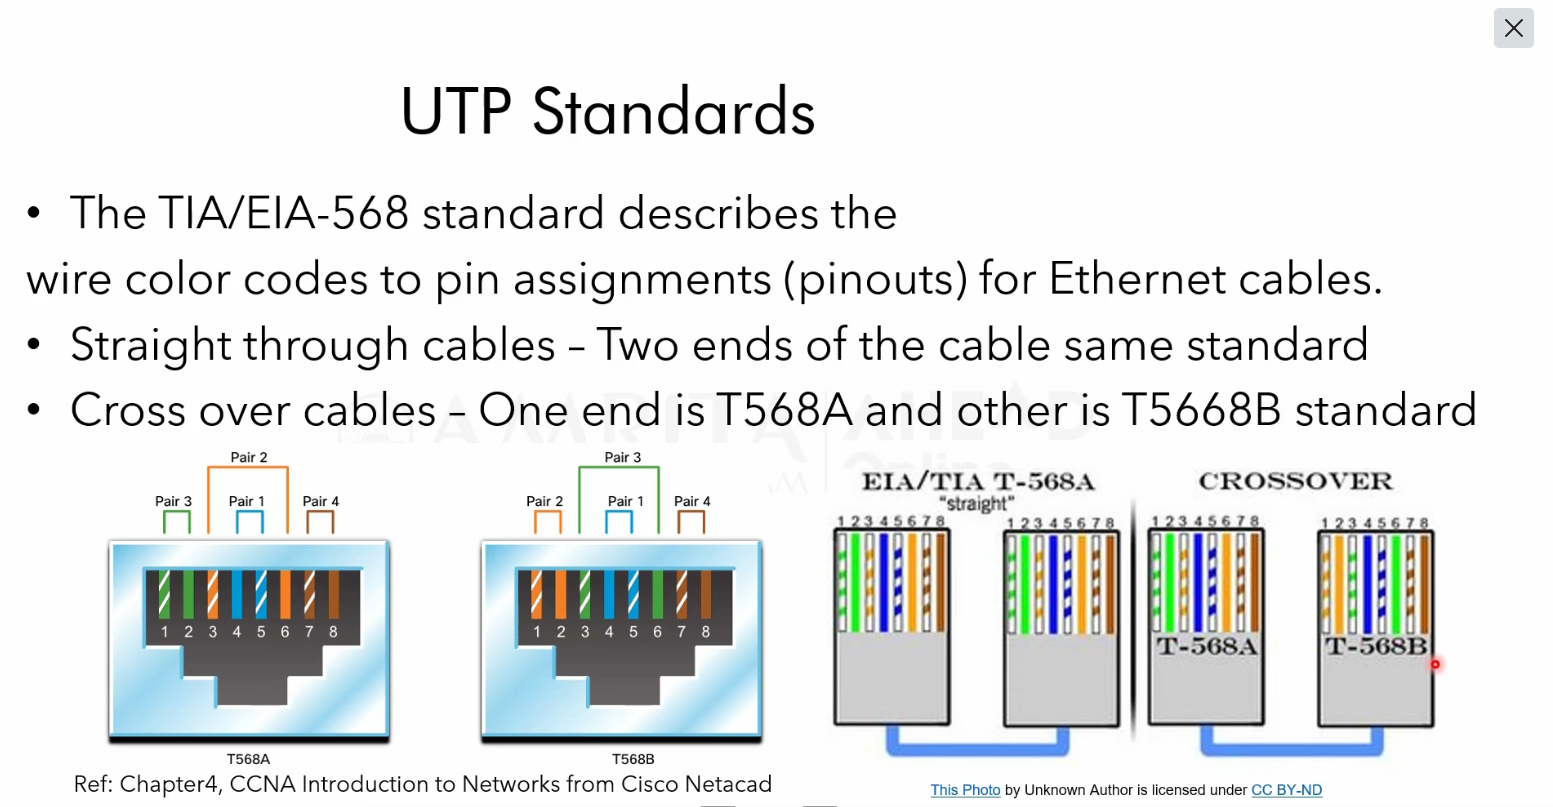 UTP Standards
• The TIA/EIA-568 standard describes the
wire color codes to pin assignments (pinouts) for Ethernet cables.
• Straight through cables – Two ends of the cable same standard
• Cross over cables – One end is T568A and other is T5668B standard
AMRITA AHEAD
Online
Pair 2
Pair 3 Pair 1 Pair 4
1 2 3 4 5 6 7 8
T568A
Pair 3
Pair 2 Pair 1 Pair 4
1 2 3 4 5 6 7 8
T568B
EIA/TIA T-568A
"straight"
1 2 3 4 5 6 7 8
1 2 3 4 5 6 7 8
CROSSOVER
1 2 3 4 5 6 7 8
1 2 3 4 5 6 7 8
T-568A
T-568B
Ref: Chapter4, CCNA Introduction to Networks from Cisco Netacad
This Photo by Unknown Author is licensed under CC BY-ND